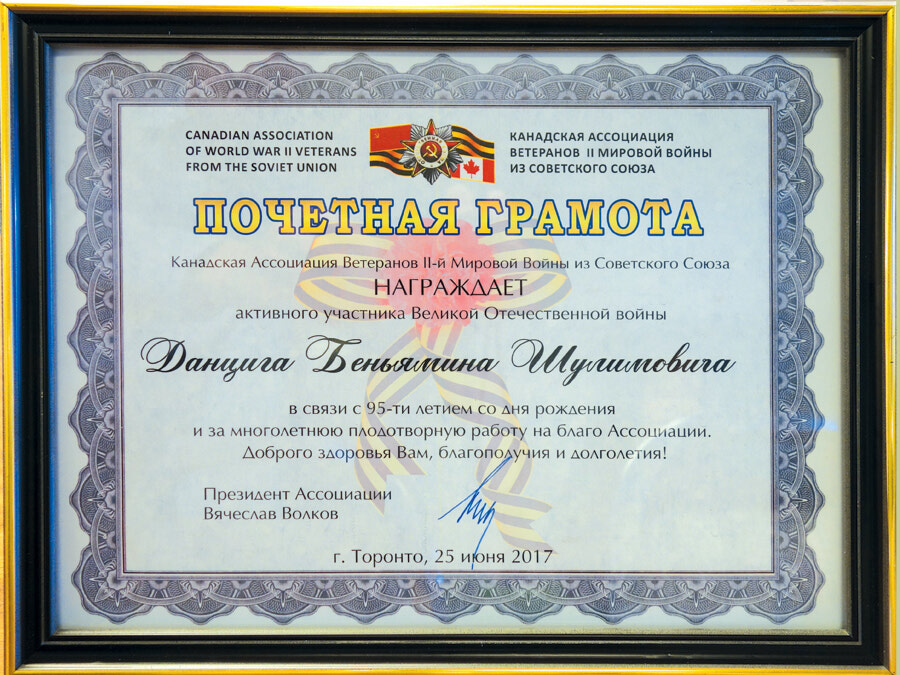 CANADIAN ASSOCIATION
OF WORLD WAR II VETERANS
FROM THE SOVIET UNION
КАНАДСКАЯ АССОЦИАЦИЯ
ВЕТЕРАНОВ II МИРОВОЙ ВОЙНЫ
ИЗ СОВЕТСКОГО СОЮЗА
ПОЧЕТНАЯ ГРАМОТА
Канадская Ассоциация Ветеранов II-й Мировой Войны из Советского Союза
НАГРАЖДАЕТ
активного участника Великой Отечественной войны
Данцига Беньямина Шулимовича
в связи с 95-ти летием со дня рождения
и за многолетнюю плодотворную работу на благо Ассоциации.
Доброго здоровья Вам, благополучия и долголетия!
Президент Ассоциации
Вячеслав Волков
г. Торонто, 25 июня 2017